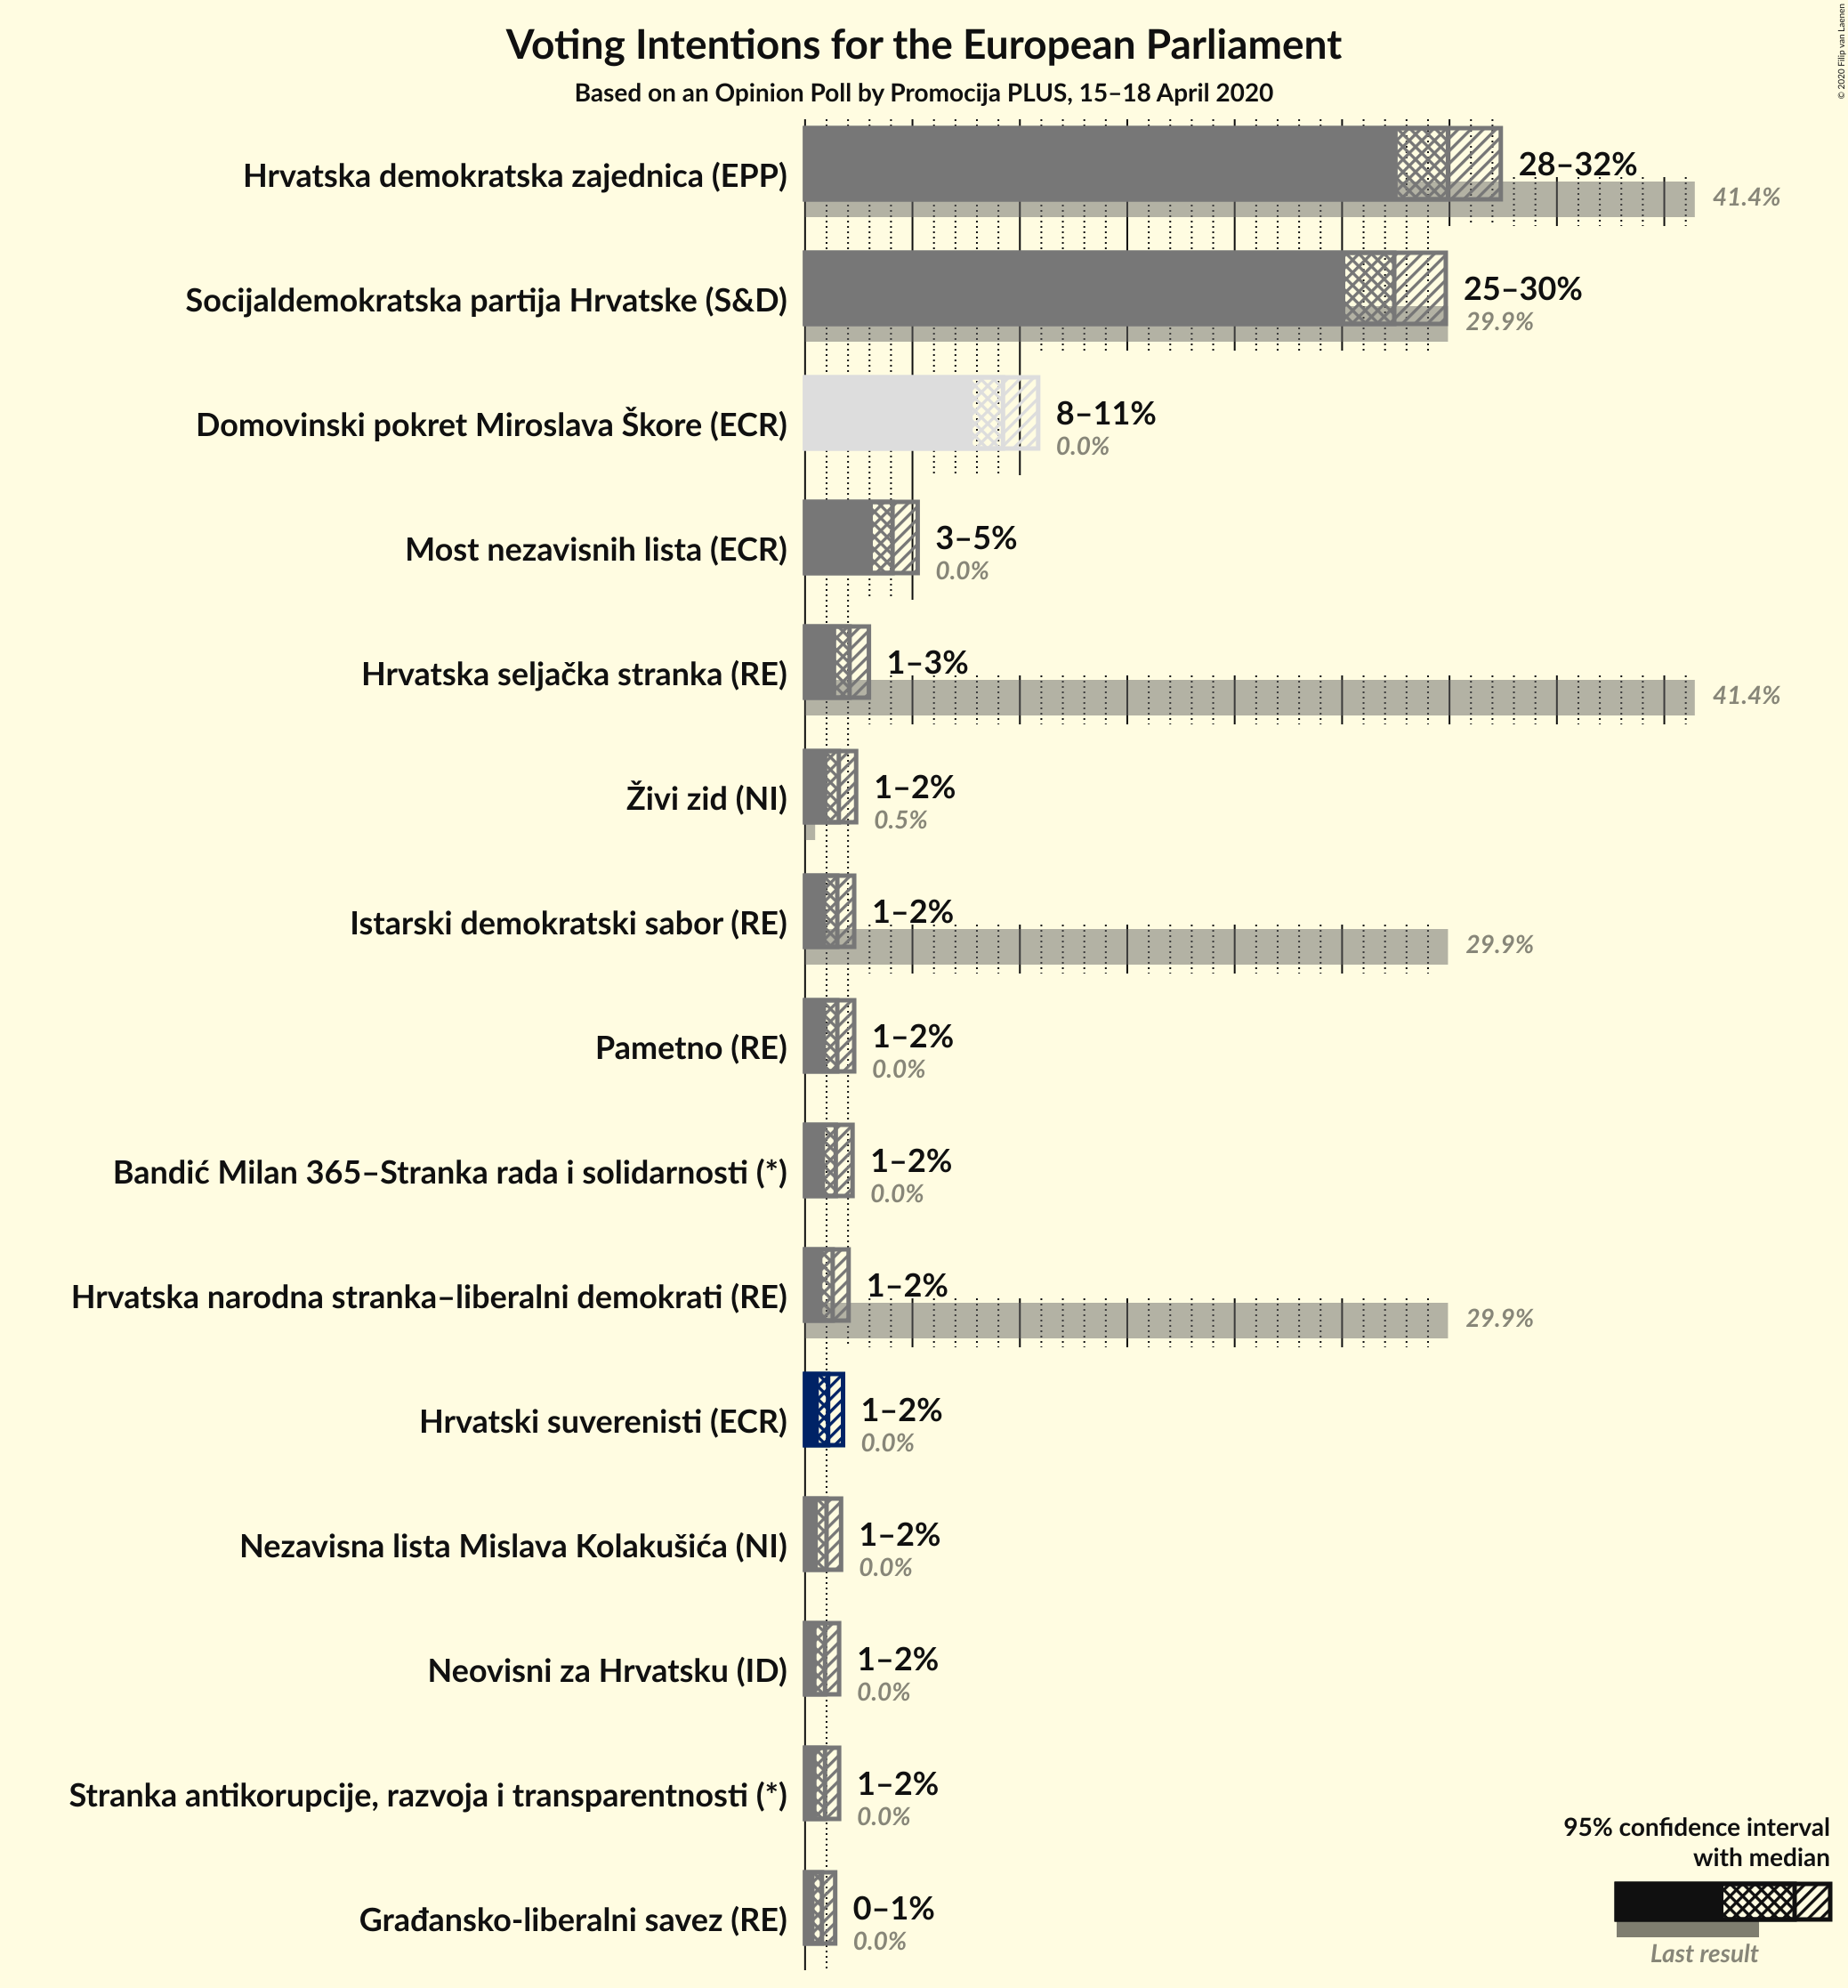 © 2020 Filip van Laenen
Voting Intentions for the European Parliament
Based on an Opinion Poll by Promocija PLUS, 15–18 April 2020
Hrvatska demokratska zajednica (EPP)
28–32%
41.4%
Socijaldemokratska partija Hrvatske (S&D)
25–30%
29.9%
Domovinski pokret Miroslava Škore (ECR)
8–11%
0.0%
Most nezavisnih lista (ECR)
3–5%
0.0%
Hrvatska seljačka stranka (RE)
1–3%
41.4%
Živi zid (NI)
1–2%
0.5%
Istarski demokratski sabor (RE)
1–2%
29.9%
Pametno (RE)
1–2%
0.0%
Bandić Milan 365–Stranka rada i solidarnosti (*)
1–2%
0.0%
Hrvatska narodna stranka–liberalni demokrati (RE)
1–2%
29.9%
Hrvatski suverenisti (ECR)
1–2%
0.0%
Nezavisna lista Mislava Kolakušića (NI)
1–2%
0.0%
Neovisni za Hrvatsku (ID)
1–2%
0.0%
Stranka antikorupcije, razvoja i transparentnosti (*)
1–2%
0.0%
Građansko-liberalni savez (RE)
0–1%
0.0%
95% confidence interval
with median
Last result